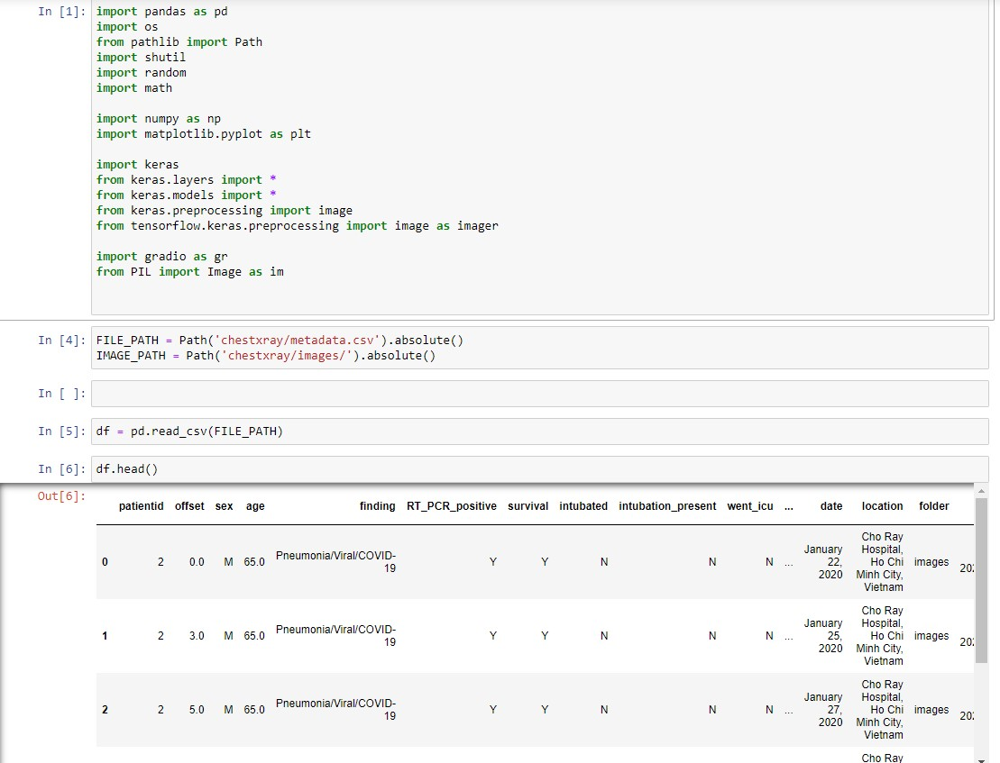 In [1]: import pandas as pd
import os
from pathlib import Path
import shutil
import random
import math
import numpy as np
import matplotlib.pyplot as plt
import keras
from keras.layers import *
from keras.models import *
from keras.preprocessing import image
from tensorflow.keras.preprocessing import image as imager
import gradio as gr
from PIL import Image as im
In [4]: FILE_PATH = Path('chestxray/metadata.csv').absolute()
IMAGE_PATH = Path('chestxray/images/').absolute()
In [ ]:
In [5]: df = pd.read_csv(FILE_PATH)
In [6]: df.head()
Out[6]:
patientid offset sex age finding RT_PCR_positive survival intubated intubation_present went_icu ... date location folder
0 2 0.0 M 65.0 Pneumonia/Viral/COVID-19 Y Y N N N ... January 22, 2020 Cho Ray Hospital, Ho Chi Minh City, Vietnam images
1 2 3.0 M 65.0 Pneumonia/Viral/COVID-19 Y Y N N N ... January 25, 2020 Cho Ray Hospital, Ho Chi Minh City, Vietnam images
2 2 5.0 M 65.0 Pneumonia/Viral/COVID-19 Y Y N N N ... January 27, 2020 Cho Ray Hospital, Ho Chi Minh City, Vietnam images
Cho Ray